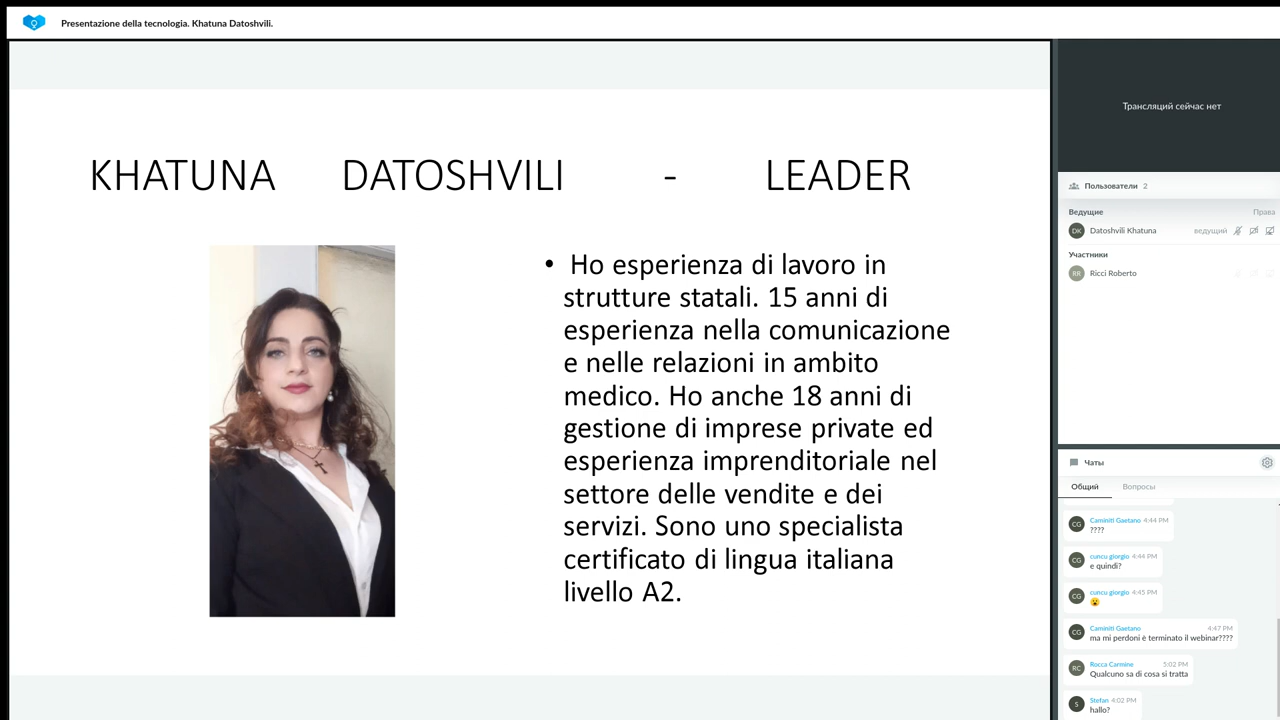 Presentazione della tecnologia. Khatuna Datoshvili.
KHATUNA DATOSHVILI - LEADER
• Ho esperienza di lavoro in
strutture statali. 15 anni di
esperienza nella comunicazione
e nelle relazioni in ambito
medico. Ho anche 18 anni di
gestione di imprese private ed
esperienza imprenditoriale nel
settore delle vendite e dei
servizi. Sono uno specialista
certificato di lingua italiana
livello A2.
Трансляций сейчас нет
Пользователи 2
Ведущие Права
DK Datoshvili Khatuna ведущий
Участники
RR Ricci Roberto
Чаты
Общий Вопросы
CG Caminiti Gaetano 4:44 PM
????
CG cuncu giorgio 4:44 PM
e quindi?
CG cuncu giorgio 4:45 PM
😮
CG Caminiti Gaetano 4:47 PM
ma mi perdoni è terminato il webinar????
RC Rocca Carmine 5:02 PM
Qualcuno sa di cosa si tratta
S Stefan 4:02 PM
hallo?